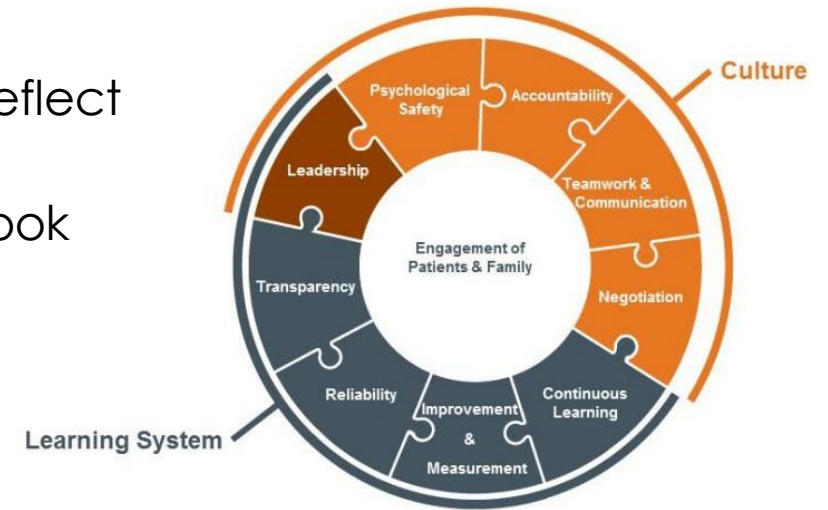 eflect
ook
Culture
Psychological
Safety
Accountability
Leadership
Teamwork &
Communication
Engagement of
Patients & Family
Transparency
Negotiation
Reliability
Improvement
&
Measurement
Continuous
Learning
Learning System